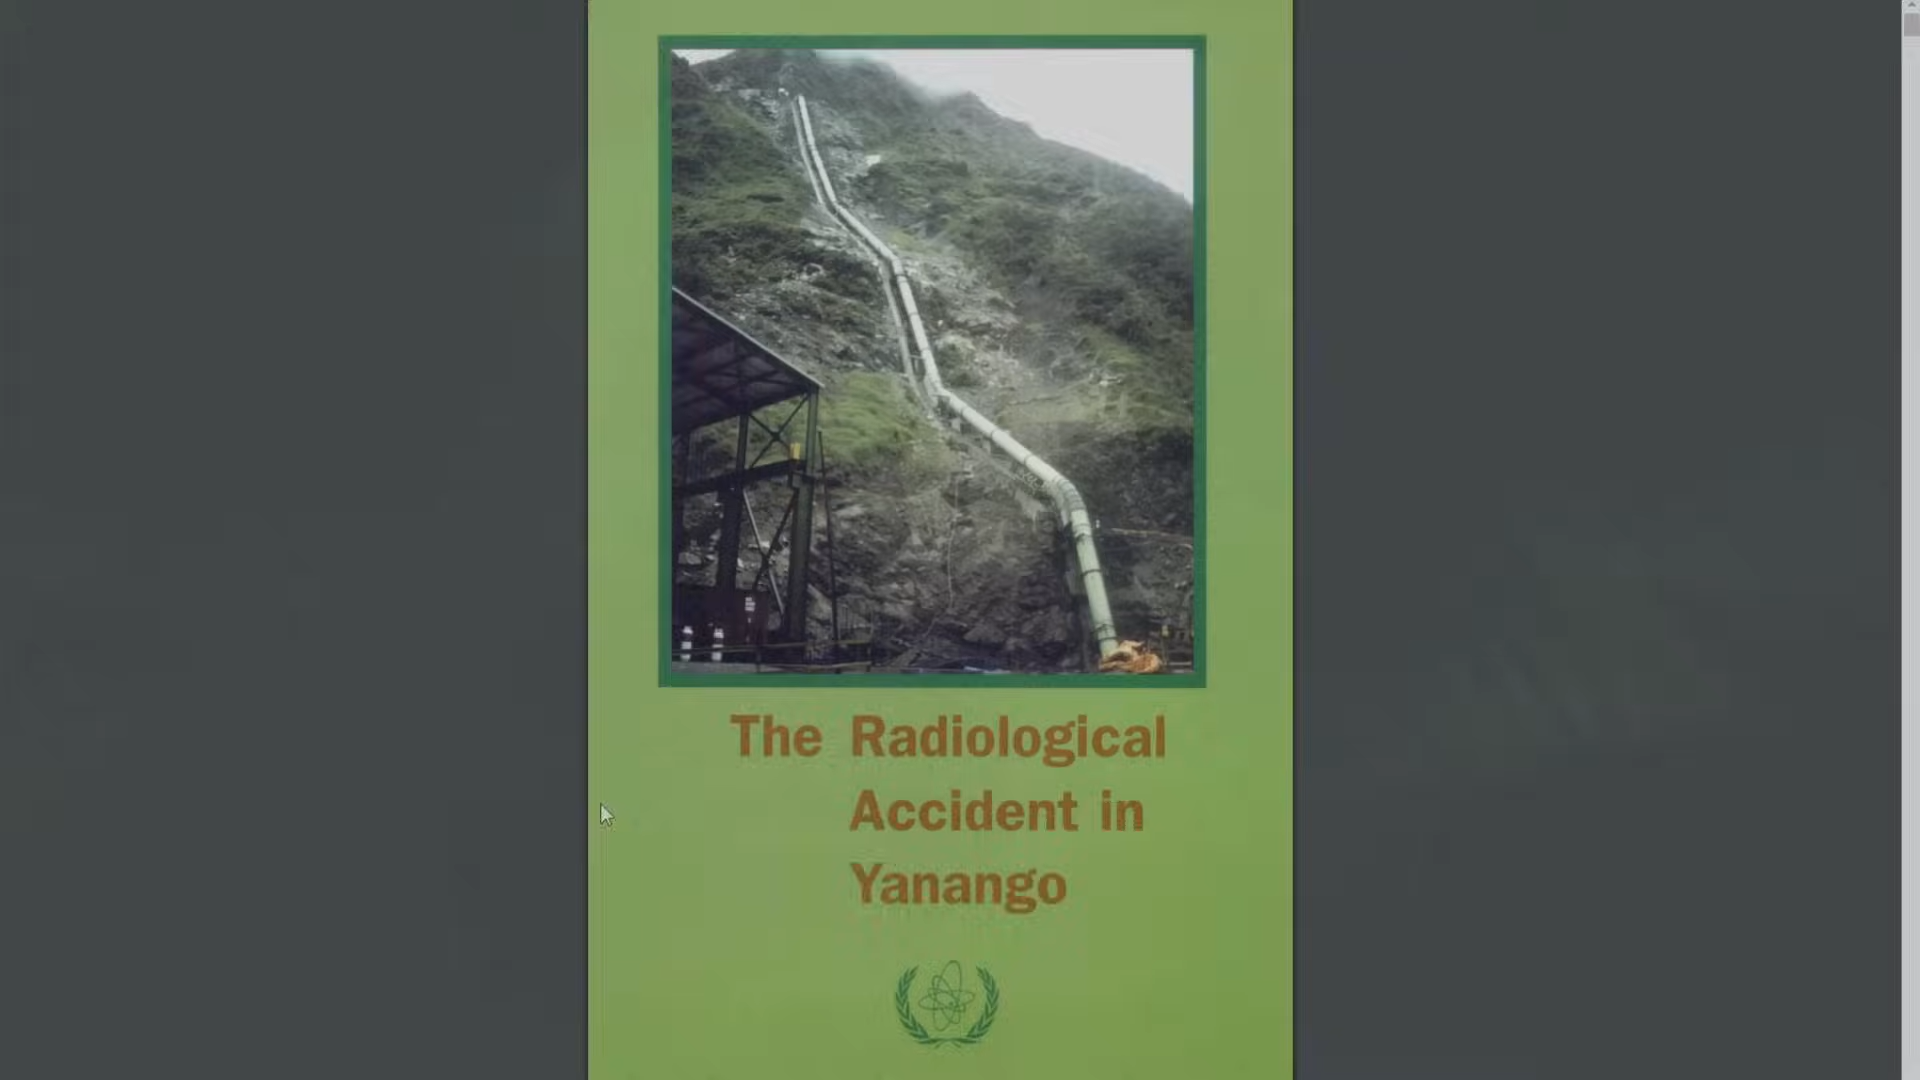 The Radiological
Accident in
Yanango